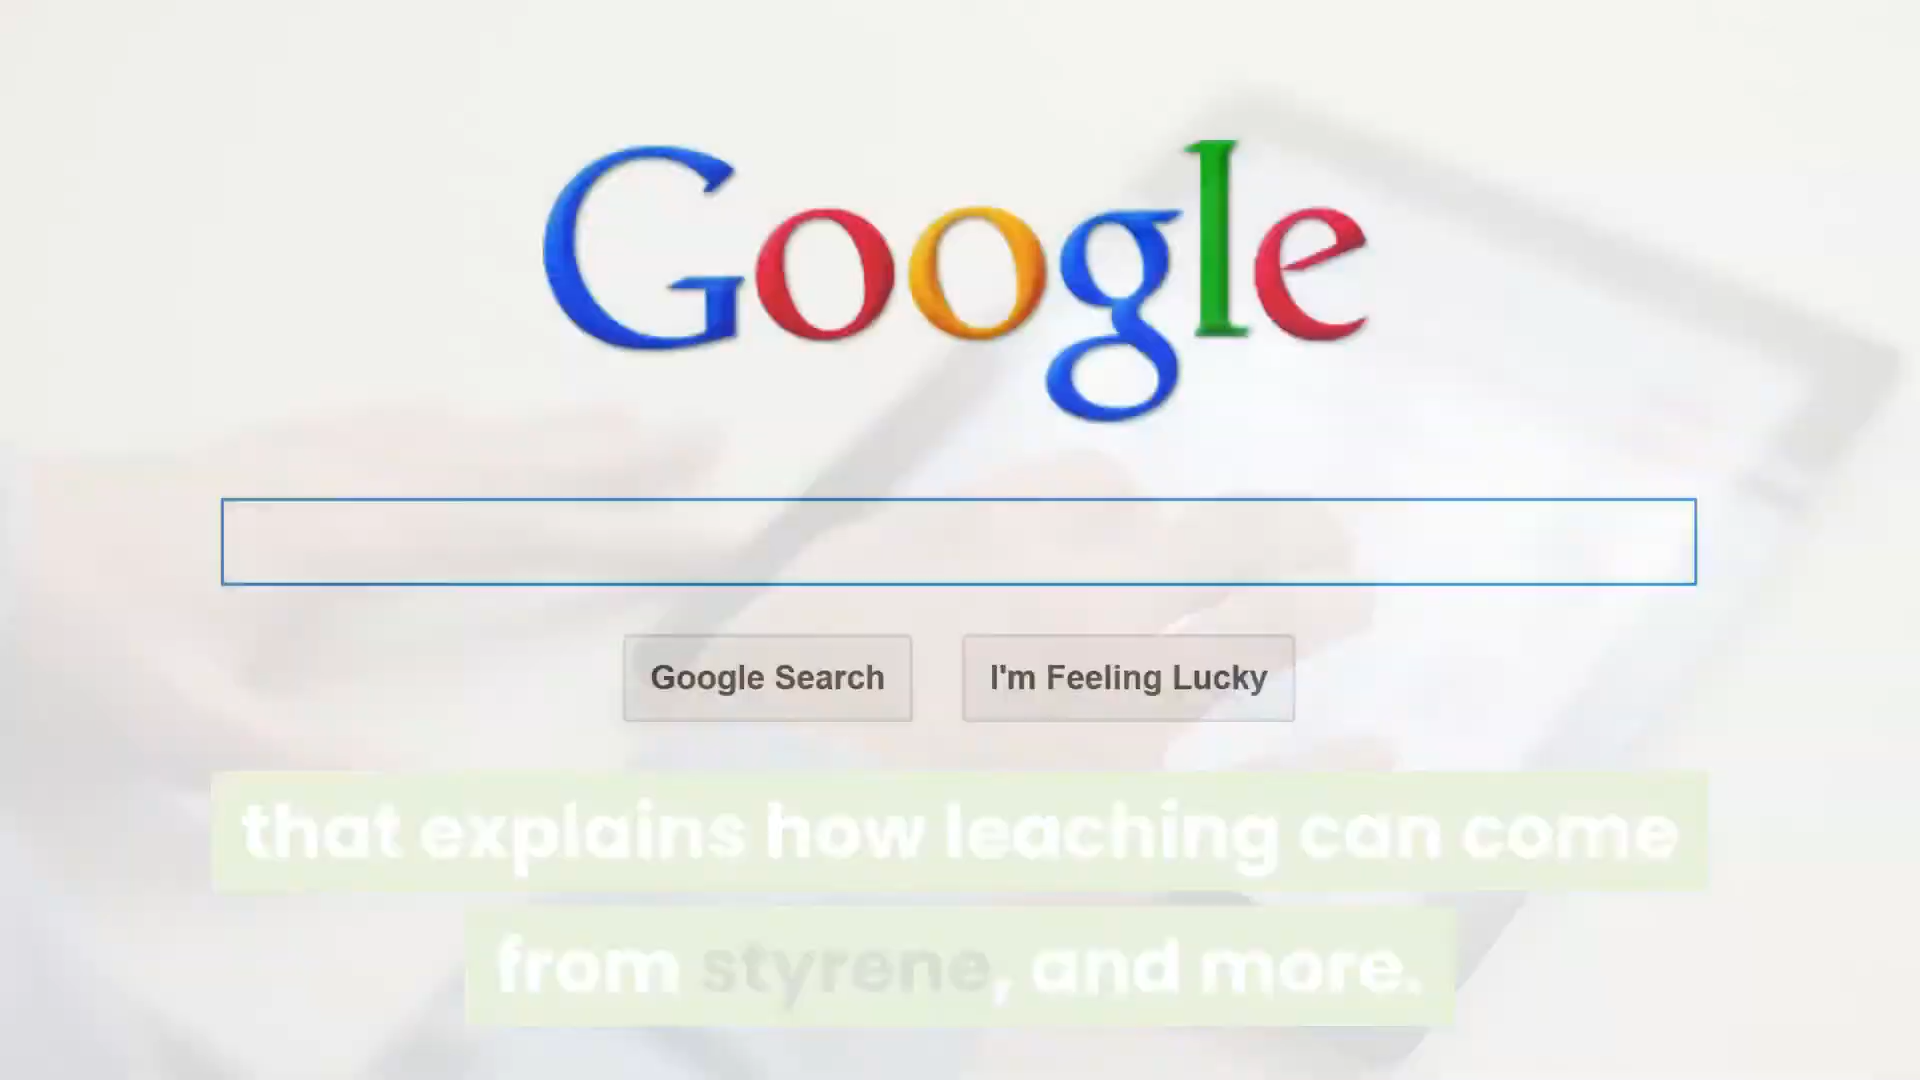 Google
Google Search
I'm Feeling Lucky
that explains how leaching can come
from styrene, and more.